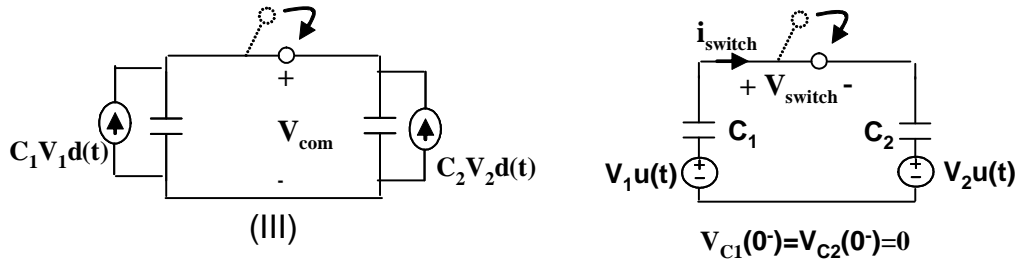 i_switch
+
+ V_switch -
C₁V₁d(t)
V_com
C₂V₂d(t)
-
(III)
C₁
C₂
V₁u(t)
+
-
+
-
V₂u(t)
V_C1(0⁻)=V_C2(0⁻)=0